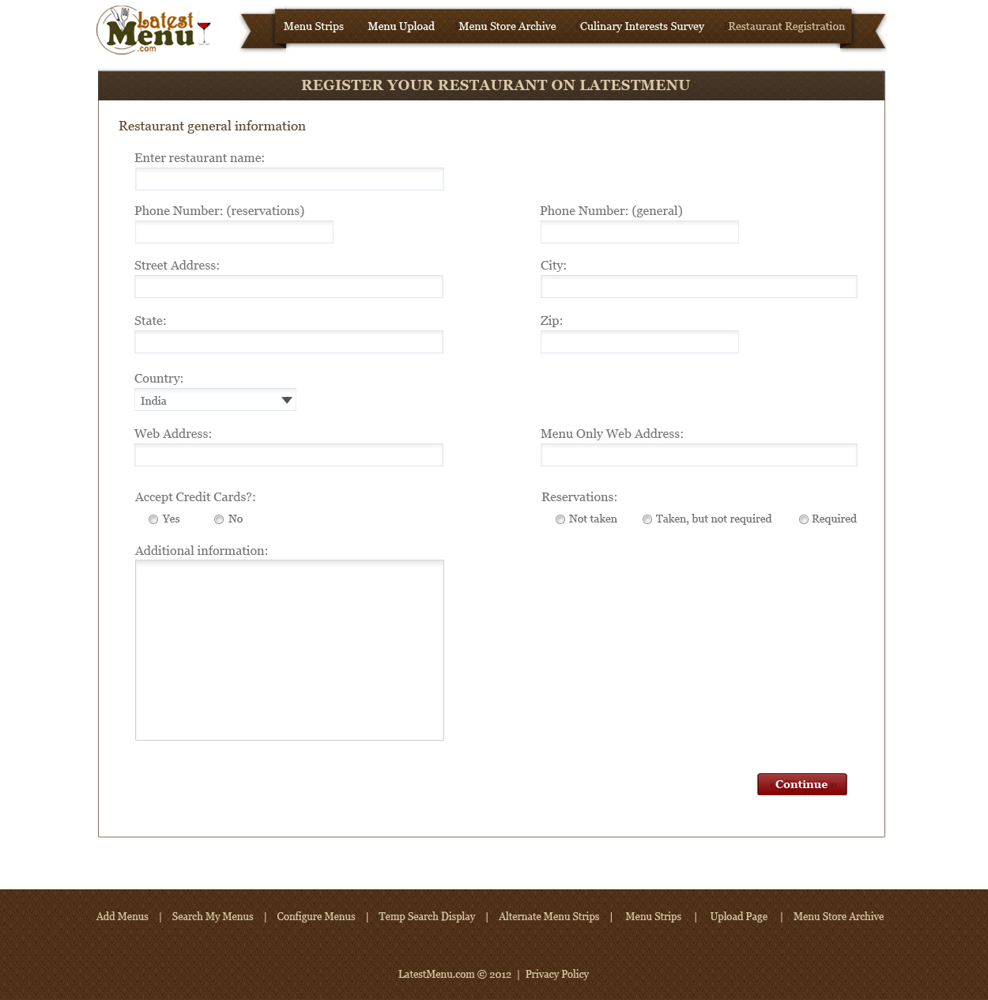 Latest
Menu
.com
Menu Strips Menu Upload Menu Store Archive Culinary Interests Survey Restaurant Registration
REGISTER YOUR RESTAURANT ON LATESTMENU
Restaurant general information
Enter restaurant name:
Phone Number: (reservations) Phone Number: (general)
Street Address: City:
State: Zip:
Country:
India
Web Address: Menu Only Web Address:
Accept Credit Cards?: Reservations:
Yes No Not taken Taken, but not required Required
Additional information:
Continue
Add Menus | Search My Menus | Configure Menus | Temp Search Display | Alternate Menu Strips | Menu Strips | Upload Page | Menu Store Archive
LatestMenu.com © 2012 | Privacy Policy